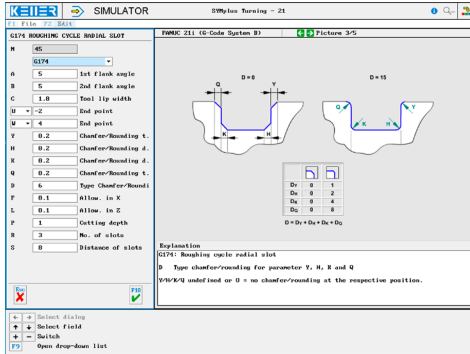 KELLER SIMULATOR SYMplus Turning - 21
F1 File F2 Edit
G174 ROUGHING CYCLE RADIAL SLOT
FANUC 21i (G-Code System B) Picture 3/5
N 45
G174
A 5 1st flank angle
B 5 2nd flank angle
C 1.8 Tool lip width
U -2 End point
W 4 End point
Y 0.2 Chamfer/Rounding t.
H 0.2 Chamfer/Rounding d.
K 0.2 Chamfer/Rounding d.
Q 0.2 Chamfer/Rounding t.
D 6 Type Chamfer/Roundi
F 0.1 Allow. in X
L 0.1 Allow. in Z
P 1 Cutting depth
R 3 No. of slots
S 8 Distance of slots
Esc F10
D = 0 D = 15
Q Y
K H
Q Y
K H
DY 0 1
DH 0 2
DK 0 4
DQ 0 8
D = DY + DH + DK + DQ
Explanation
G174: Roughing cycle radial slot
D Type chamfer/rounding for parameter Y, H, K and Q
Y/H/K/Q undefined or 0 = no chamfer/rounding at the respective position.
Select dialog
Select field
+ - Switch
F9 Open drop-down list